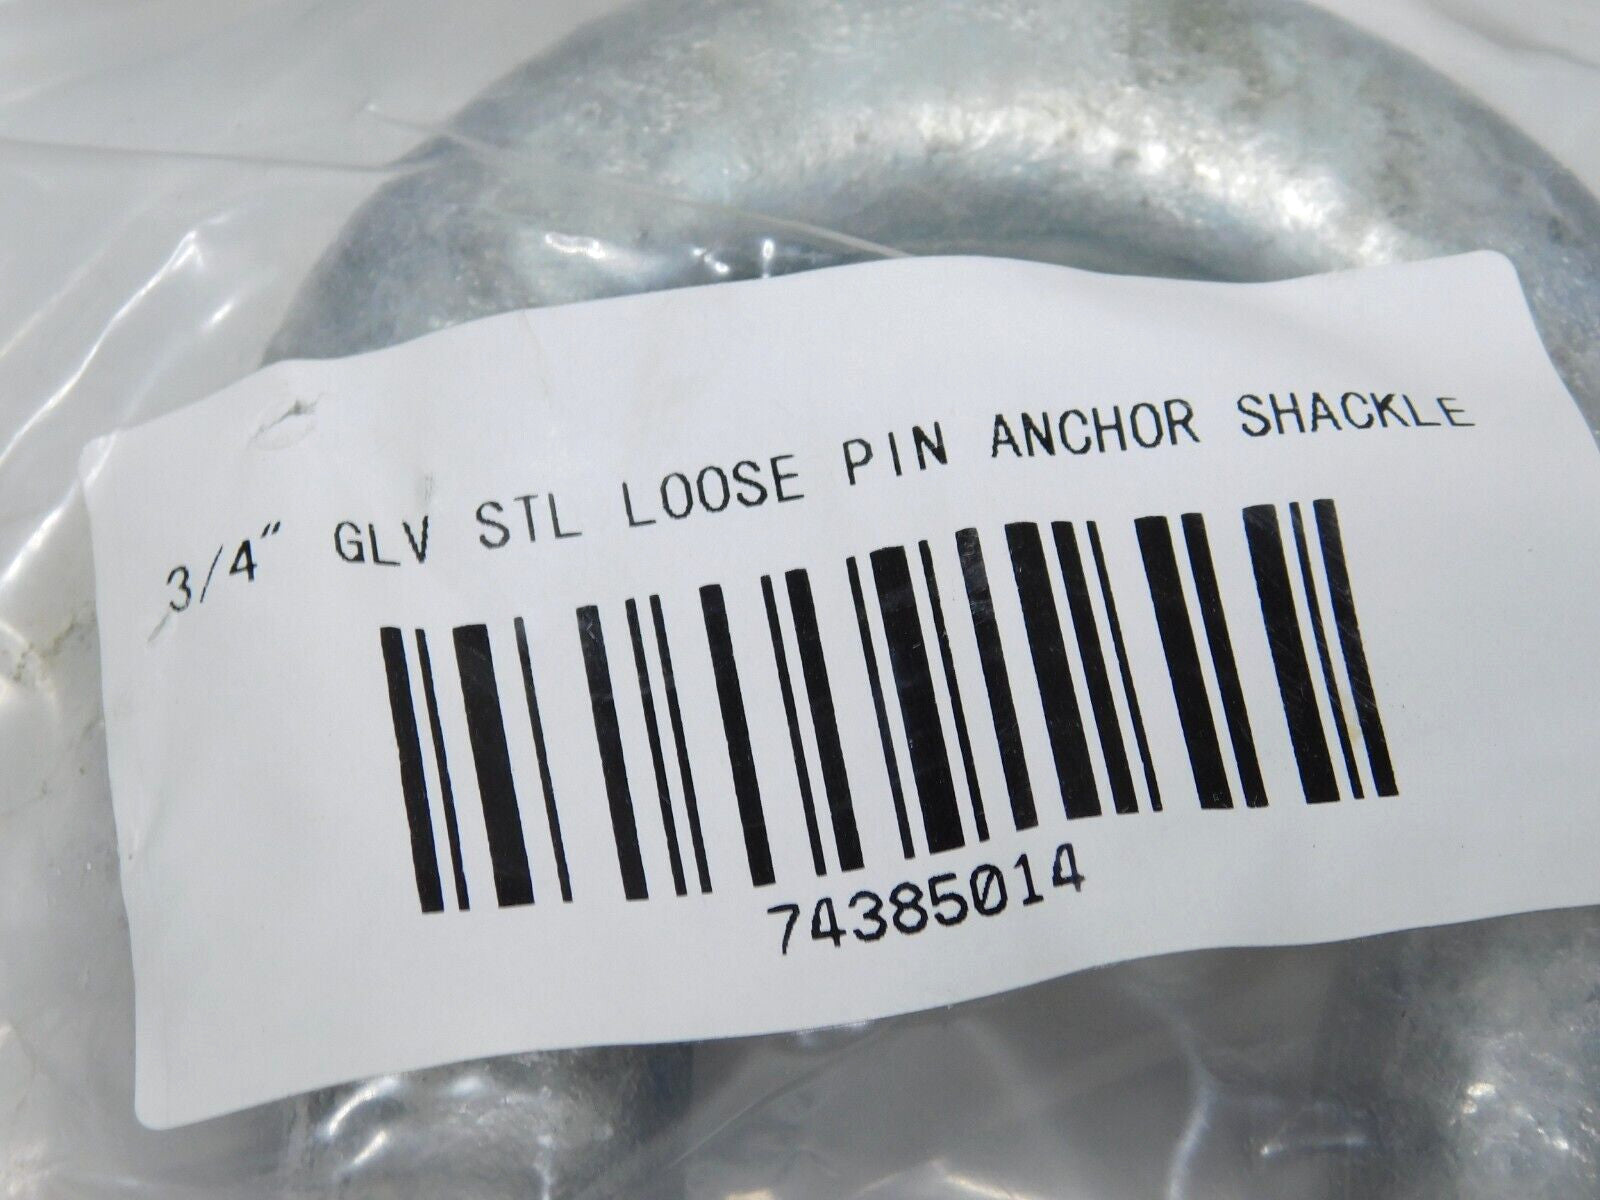 3/4" GLV STL LOOSE PIN ANCHOR SHACKLE
74385014